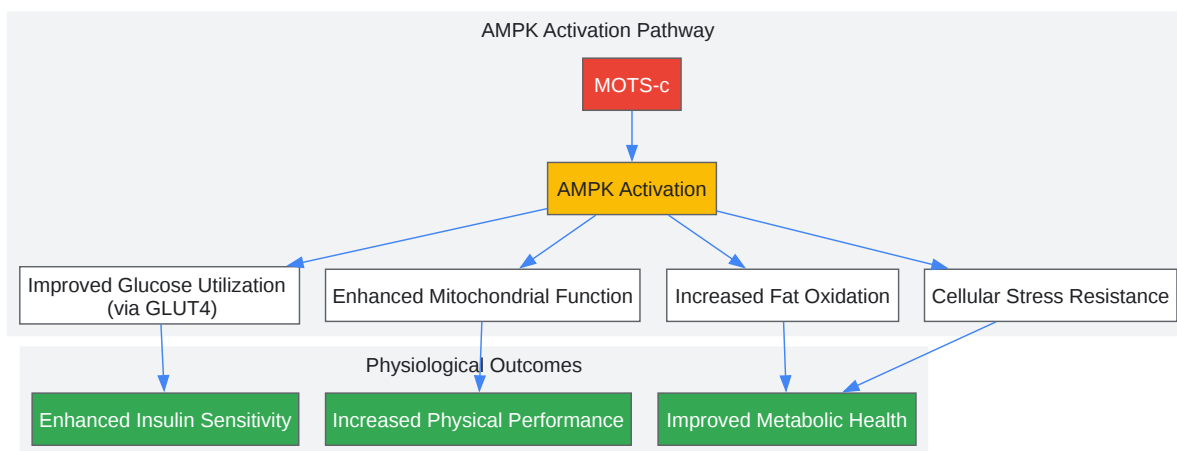 AMPK Activation Pathway
MOTS-c
AMPK Activation
Improved Glucose Utilization
(via GLUT4)
Enhanced Mitochondrial Function
Increased Fat Oxidation
Cellular Stress Resistance
Physiological Outcomes
Enhanced Insulin Sensitivity
Increased Physical Performance
Improved Metabolic Health